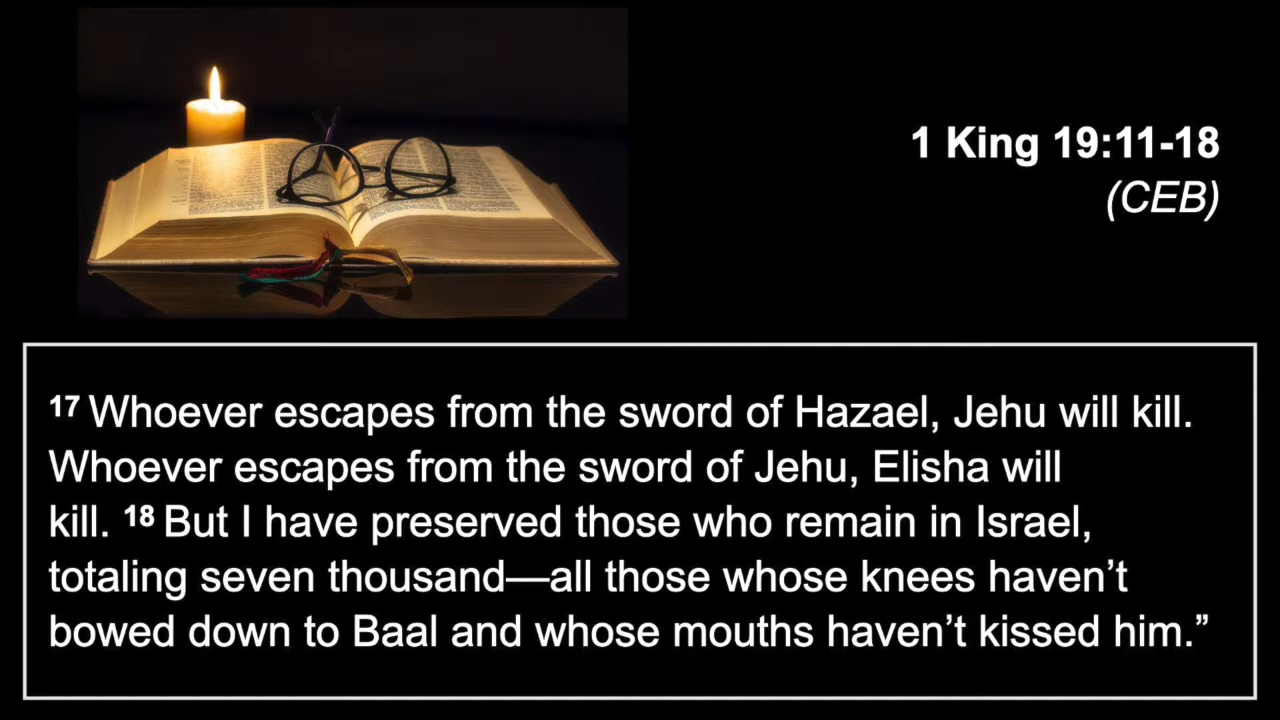 1 King 19:11-18
(CEB)
17 Whoever escapes from the sword of Hazael, Jehu will kill.
Whoever escapes from the sword of Jehu, Elisha will
kill. 18 But I have preserved those who remain in Israel,
totaling seven thousand—all those whose knees haven’t
bowed down to Baal and whose mouths haven’t kissed him.”